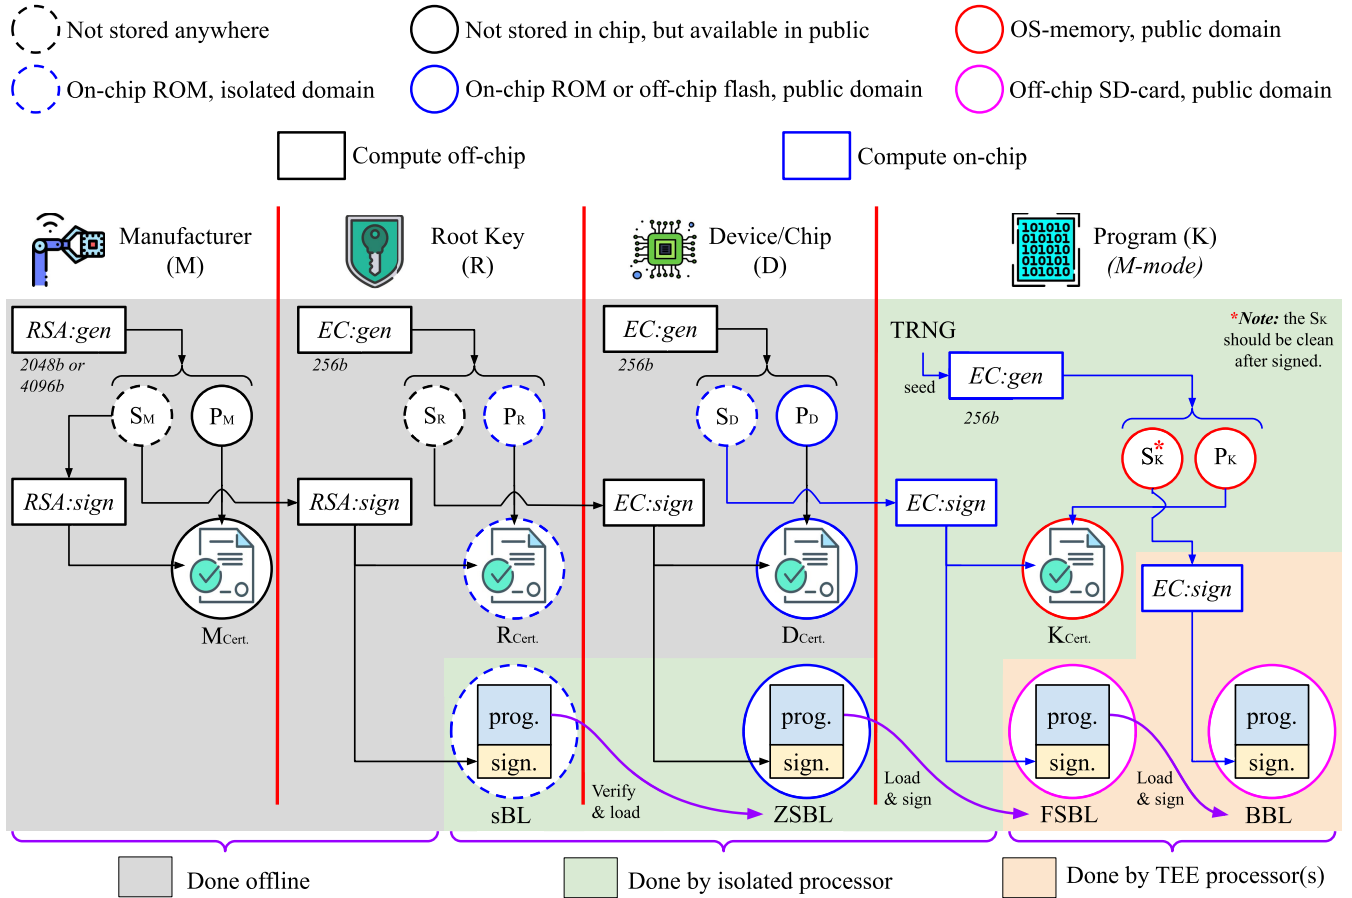 Not stored anywhere
Not stored in chip, but available in public
OS-memory, public domain
On-chip ROM, isolated domain
On-chip ROM or off-chip flash, public domain
Off-chip SD-card, public domain
Compute off-chip
Compute on-chip
Manufacturer
(M)
Root Key
(R)
Device/Chip
(D)
101010
010101
101010
010101
101010
Program (K)
(M-mode)
RSA:gen
2048b or
4096b
SM
PM
RSA:sign
MCert.
EC:gen
256b
SR
PR
RSA:sign
RCert.
EC:gen
256b
SD
PD
EC:sign
DCert.
TRNG
seed
EC:gen
256b
*Note: the SK
should be clean
after signed.
SK*
PK
EC:sign
KCert.
EC:sign
prog.
sign.
sBL
Verify
& load
prog.
sign.
ZSBL
Load
& sign
prog.
sign.
FSBL
Load
& sign
prog.
sign.
BBL
Done offline
Done by isolated processor
Done by TEE processor(s)